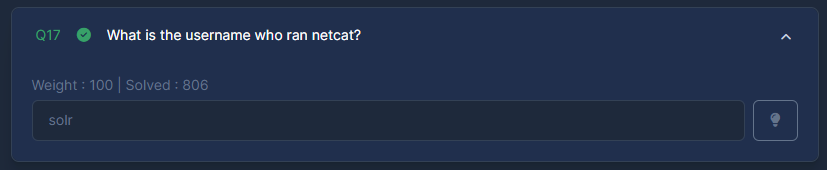 Q17 What is the username who ran netcat?
Weight : 100 | Solved : 806
solr